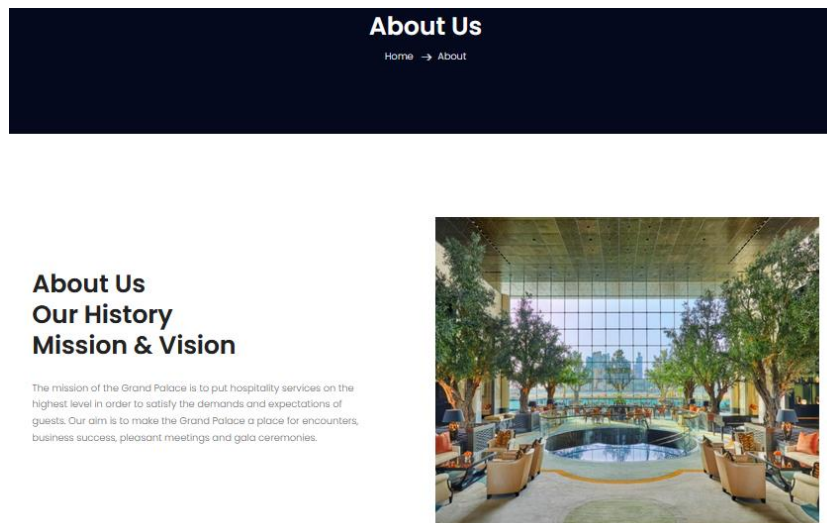 About Us
Home → About
About Us
Our History
Mission & Vision
The mission of the Grand Palace is to put hospitality services on the
highest level in order to satisfy the demands and expectations of
guests. Our aim is to make the Grand Palace a place for encounters,
business success, pleasant meetings and gala ceremonies.